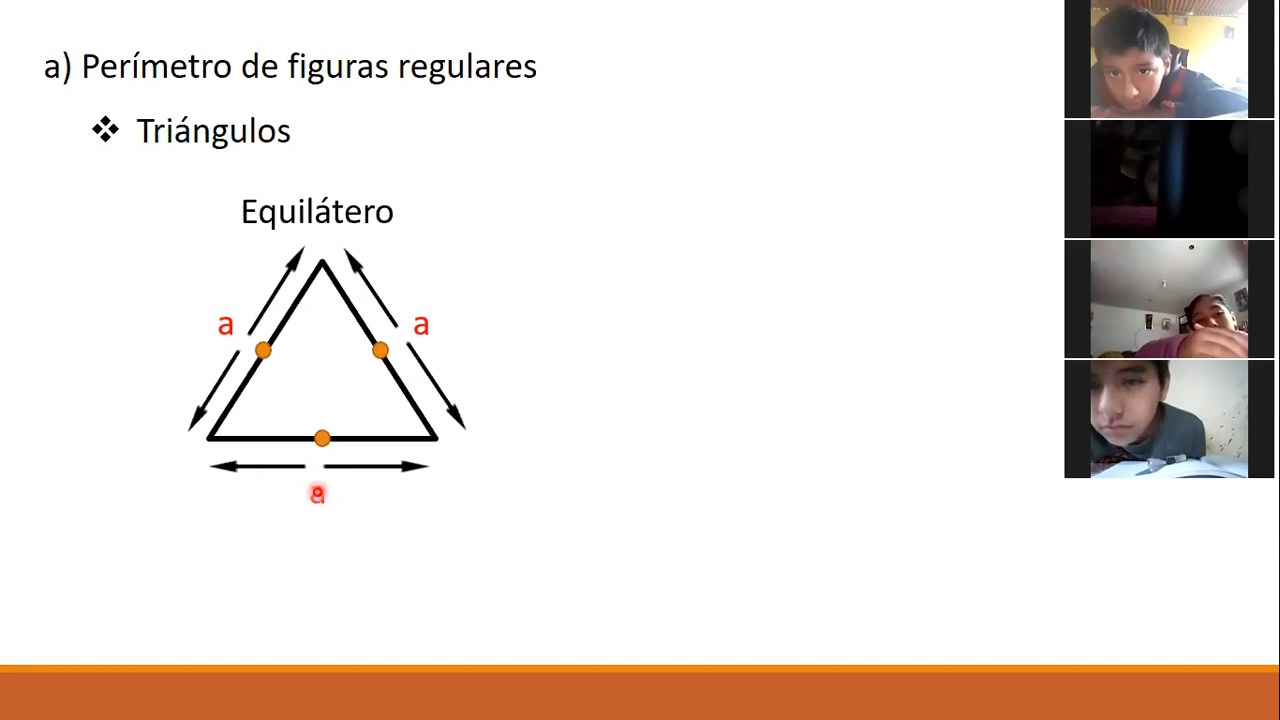 a) Perímetro de figuras regulares
Triángulos
Equilátero
a
a
a